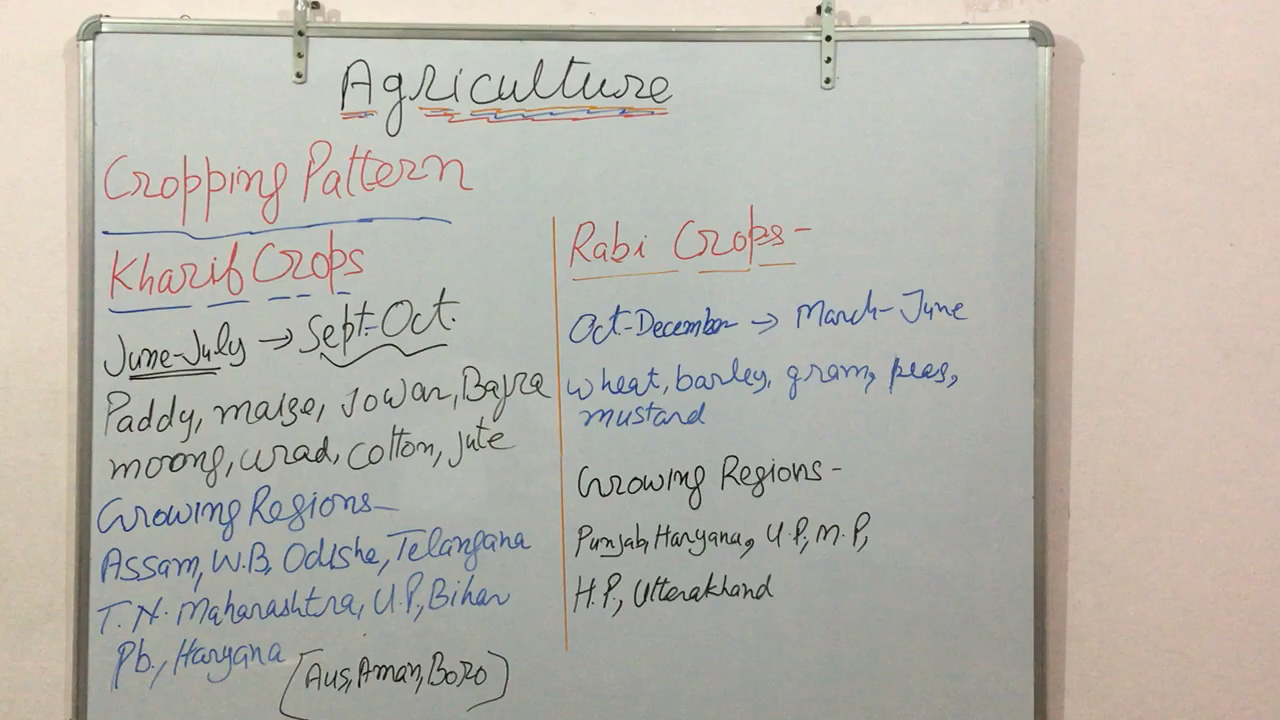 Agriculture
Cropping Pattern
Kharif Crops
June-July → Sept-Oct.
Paddy, maize, Jowar, Bajra
moong, urad, cotton, jute
Growing Regions-
Assam, W.B, Odisha, Telangana
T.N. Maharashtra, U.P, Bihar
Pb., Haryana
(Aus, Aman, Boro)
Rabi Crops-
Oct-December → March-June
wheat, barley, gram, peas,
mustard
Growing Regions-
Punjab, Haryana, U.P, M.P,
H.P., Utterakhand